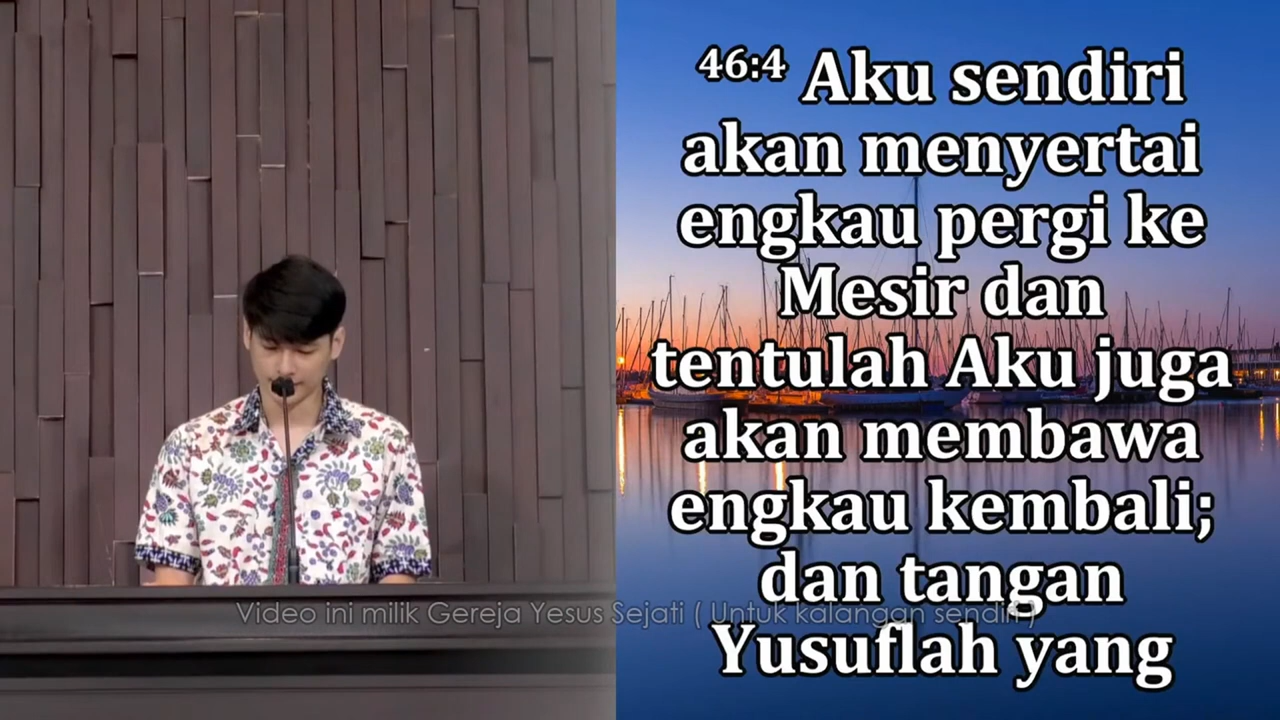 46:4 Aku sendiri
akan menyertai
engkau pergi ke
Mesir dan
tentulah Aku juga
akan membawa
engkau kembali;
dan tangan
Yusuflah yang
Video ini milik Gereja Yesus Sejati ( Untuk kalangan sendiri )